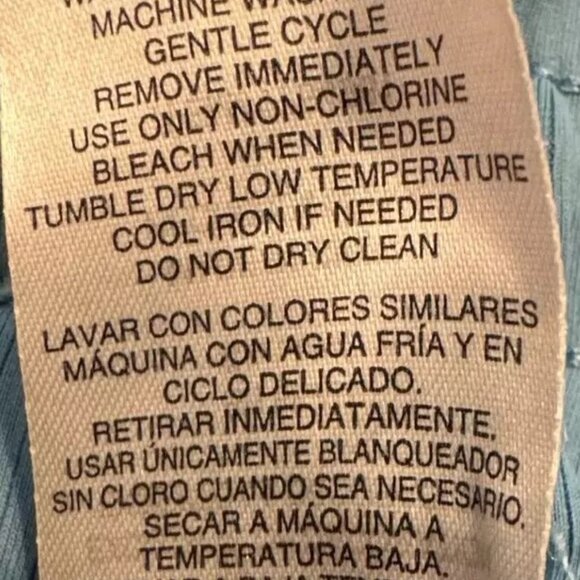 MACHINE
GENTLE CYCLE
REMOVE IMMEDIATELY
USE ONLY NON-CHLORINE
BLEACH WHEN NEEDED
TUMBLE DRY LOW TEMPERATURE
COOL IRON IF NEEDED
DO NOT DRY CLEAN
LAVAR CON COLORES SIMILARES
MÁQUINA CON AGUA FRÍA Y EN
CICLO DELICADO.
RETIRAR INMEDIATAMENTE.
USAR ÚNICAMENTE BLANQUEADOR
SIN CLORO CUANDO SEA NECESARIO.
SECAR A MÁQUINA A
TEMPERATURA BAJA.